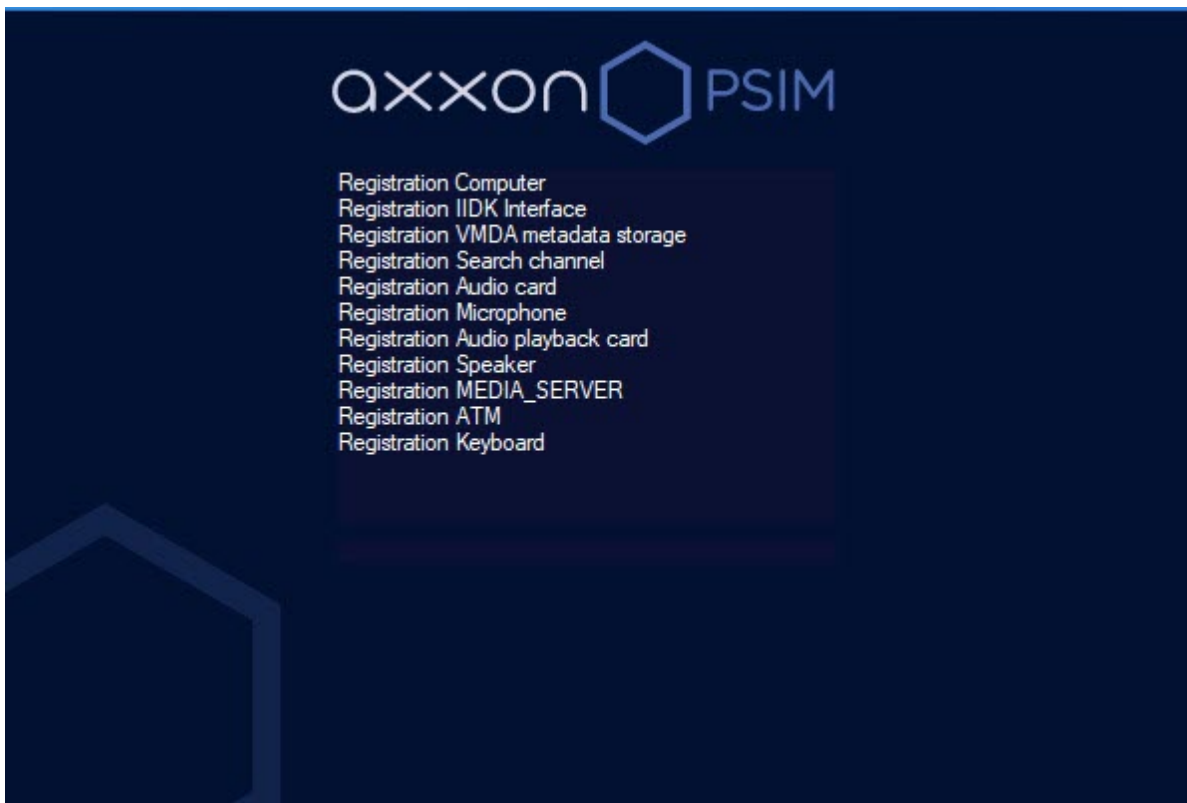 axxon PSIM
Registration Computer
Registration IIDK Interface
Registration VMDA metadata storage
Registration Search channel
Registration Audio card
Registration Microphone
Registration Audio playback card
Registration Speaker
Registration MEDIA_SERVER
Registration ATM
Registration Keyboard